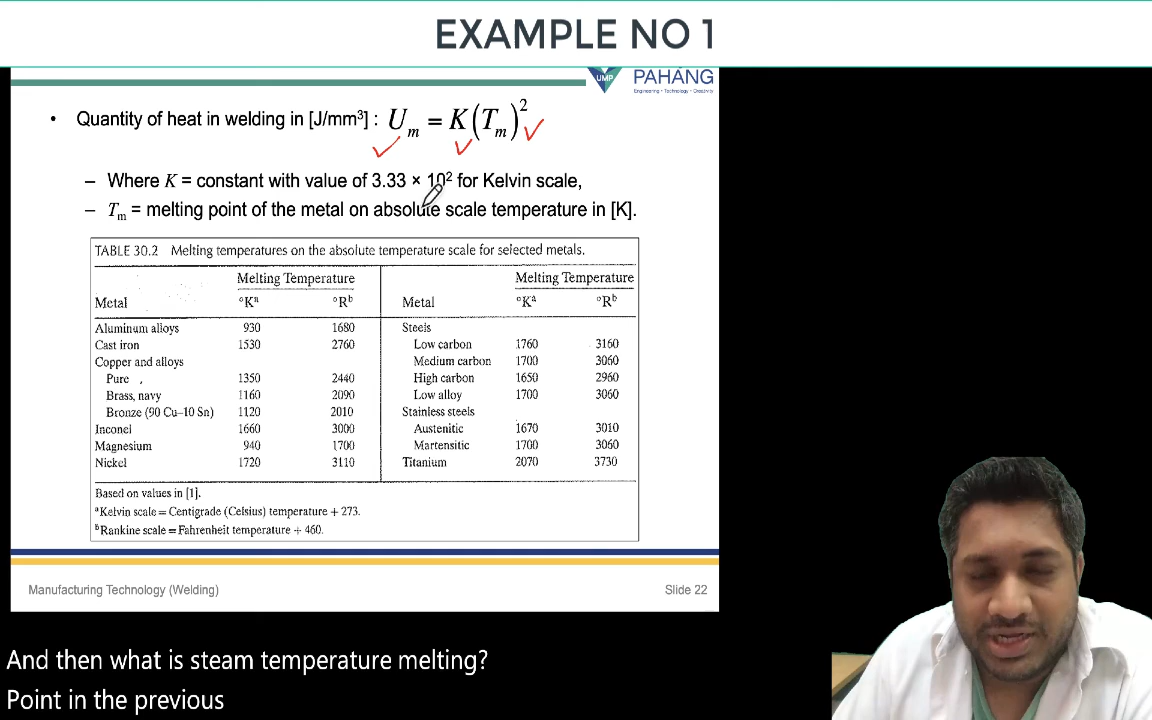 EXAMPLE NO 1
UMP
PAHANG
Engineering • Technology • Creativity
• Quantity of heat in welding in [J/mm³] : Uₘ = K(Tₘ)²
– Where K = constant with value of 3.33 × 10² for Kelvin scale,
– Tₘ = melting point of the metal on absolute scale temperature in [K].
TABLE 30.2 Melting temperatures on the absolute temperature scale for selected metals.
Melting Temperature Melting Temperature
Metal °Kᵃ °Rᵇ Metal °Kᵃ °Rᵇ
Aluminum alloys 930 1680 Steels
Cast iron 1530 2760 Low carbon 1760 3160
Copper and alloys Medium carbon 1700 3060
Pure 1350 2440 High carbon 1650 2960
Brass, navy 1160 2090 Low alloy 1700 3060
Bronze (90 Cu–10 Sn) 1120 2010 Stainless steels
Inconel 1660 3000 Austenitic 1670 3010
Magnesium 940 1700 Martensitic 1700 3060
Nickel 1720 3110 Titanium 2070 3730
Based on values in [1].
ᵃKelvin scale = Centigrade (Celsius) temperature + 273.
ᵇRankine scale = Fahrenheit temperature + 460.
Manufacturing Technology (Welding) Slide 22
And then what is steam temperature melting?
Point in the previous